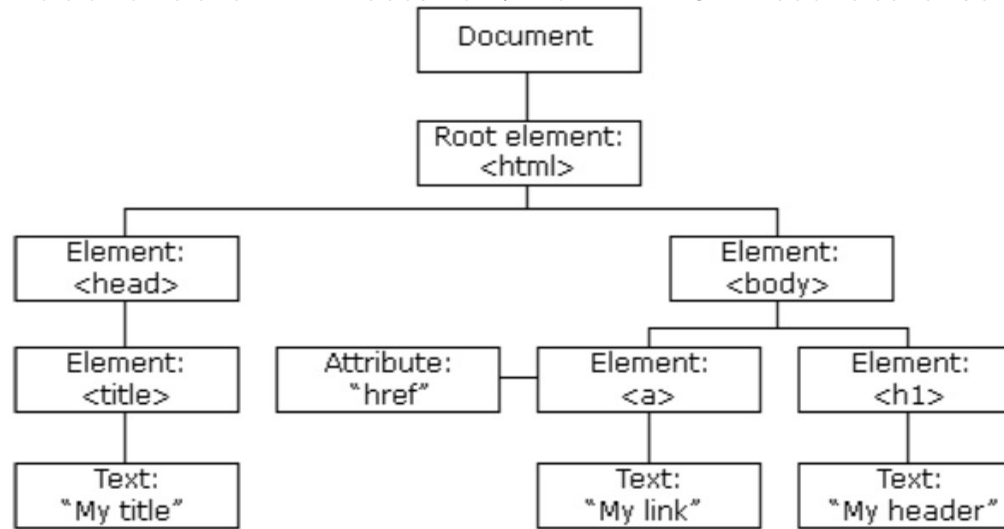 Document
Root element:
<html>
Element:
<head>
Element:
<body>
Element:
<title>
Attribute:
“href”
Element:
<a>
Element:
<h1>
Text:
“My title”
Text:
“My link”
Text:
“My header”